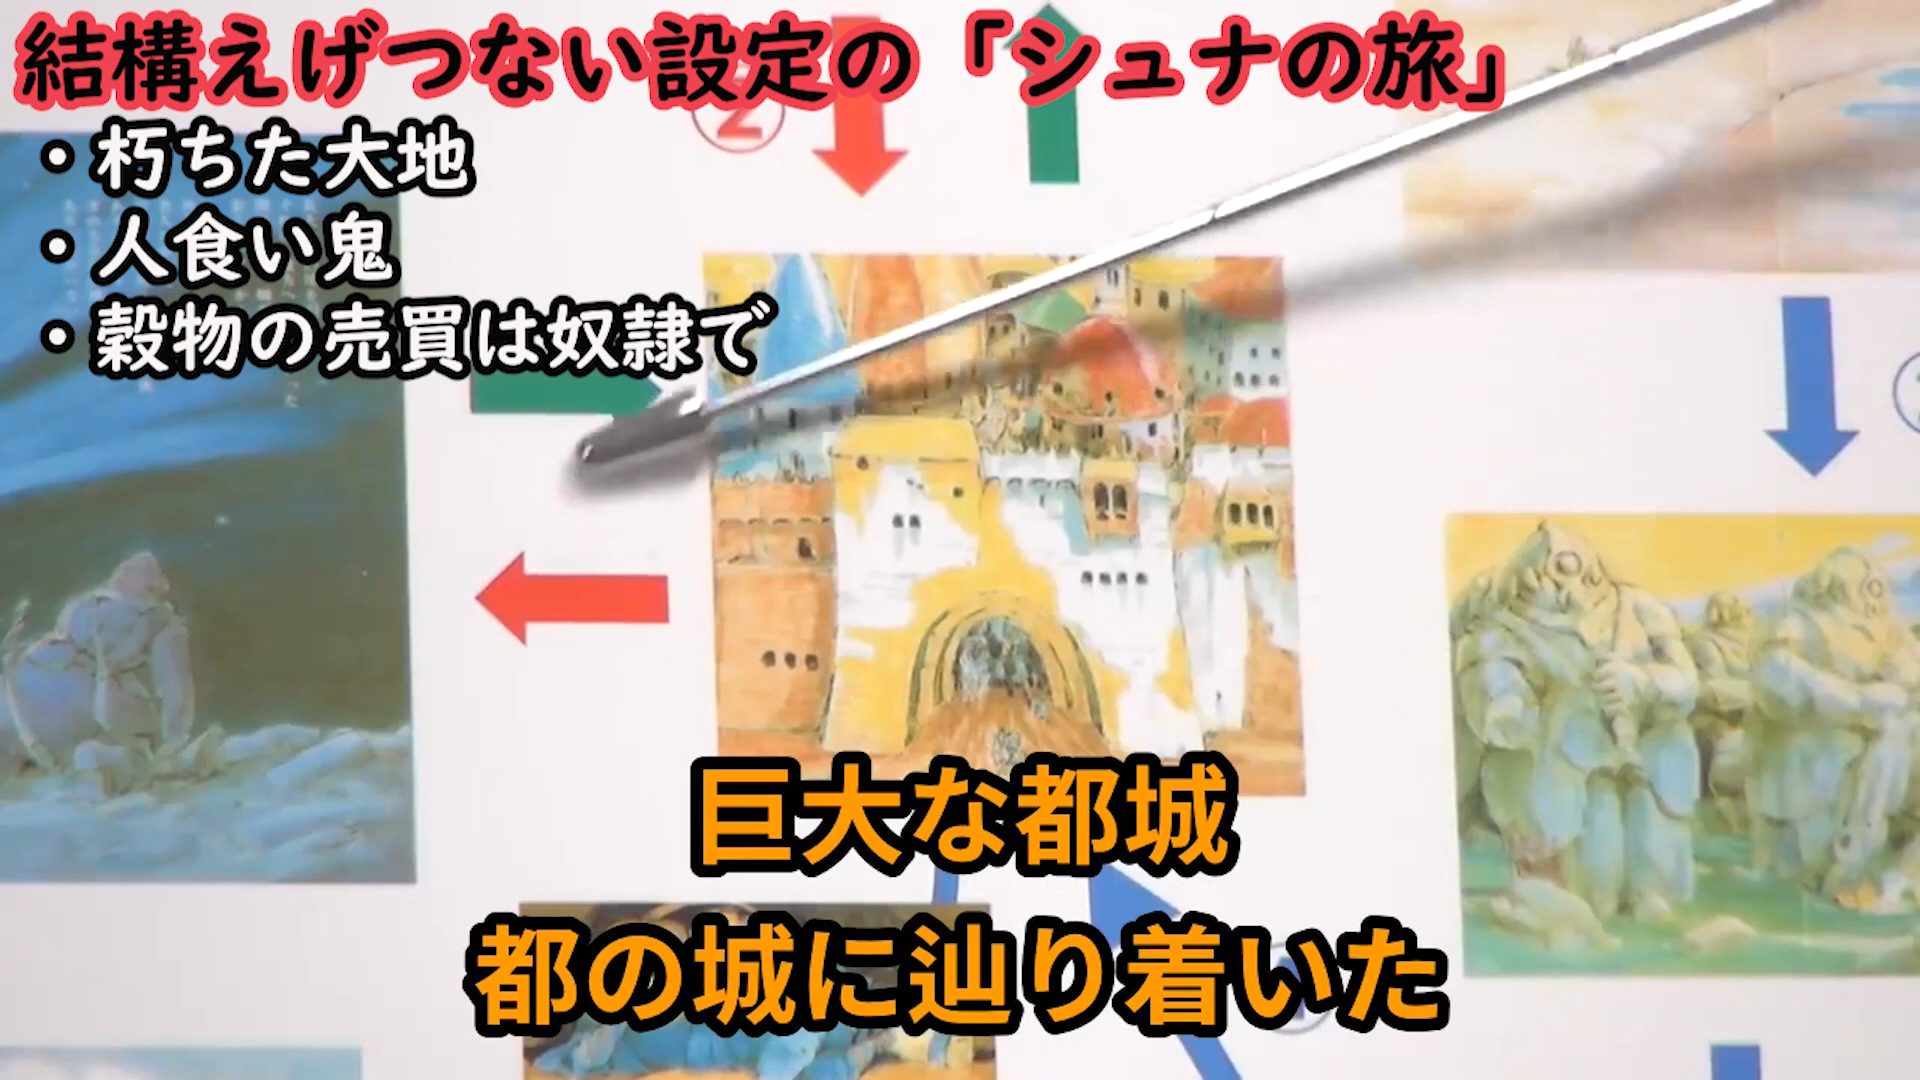 結構えげつない設定の「シュナの旅」
・朽ちた大地
・人食い鬼
・穀物の売買は奴隷で
②
巨大な都城
都の城に辿り着いた